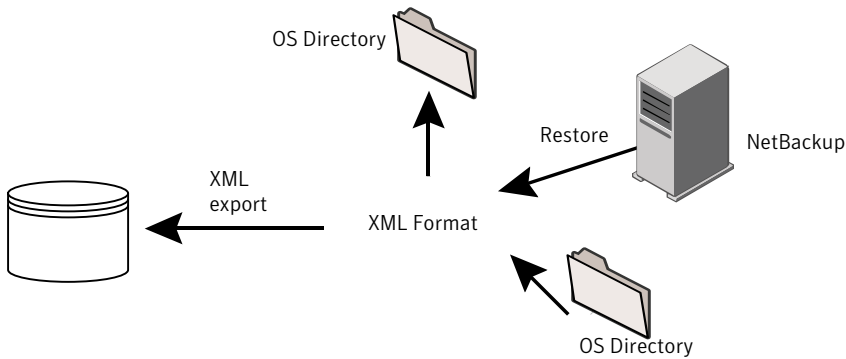 OS Directory
Restore
NetBackup
XML
export
XML Format
OS Directory